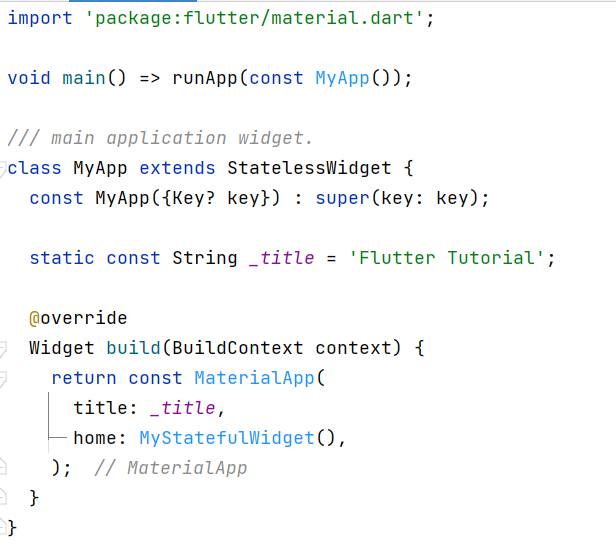 import 'package:flutter/material.dart';
void main() => runApp(const MyApp());
/// main application widget.
class MyApp extends StatelessWidget {
  const MyApp({Key? key}) : super(key: key);
  static const String _title = 'Flutter Tutorial';
  @override
  Widget build(BuildContext context) {
    return const MaterialApp(
      title: _title,
      home: MyStatefulWidget(),
    );  // MaterialApp
  }
}